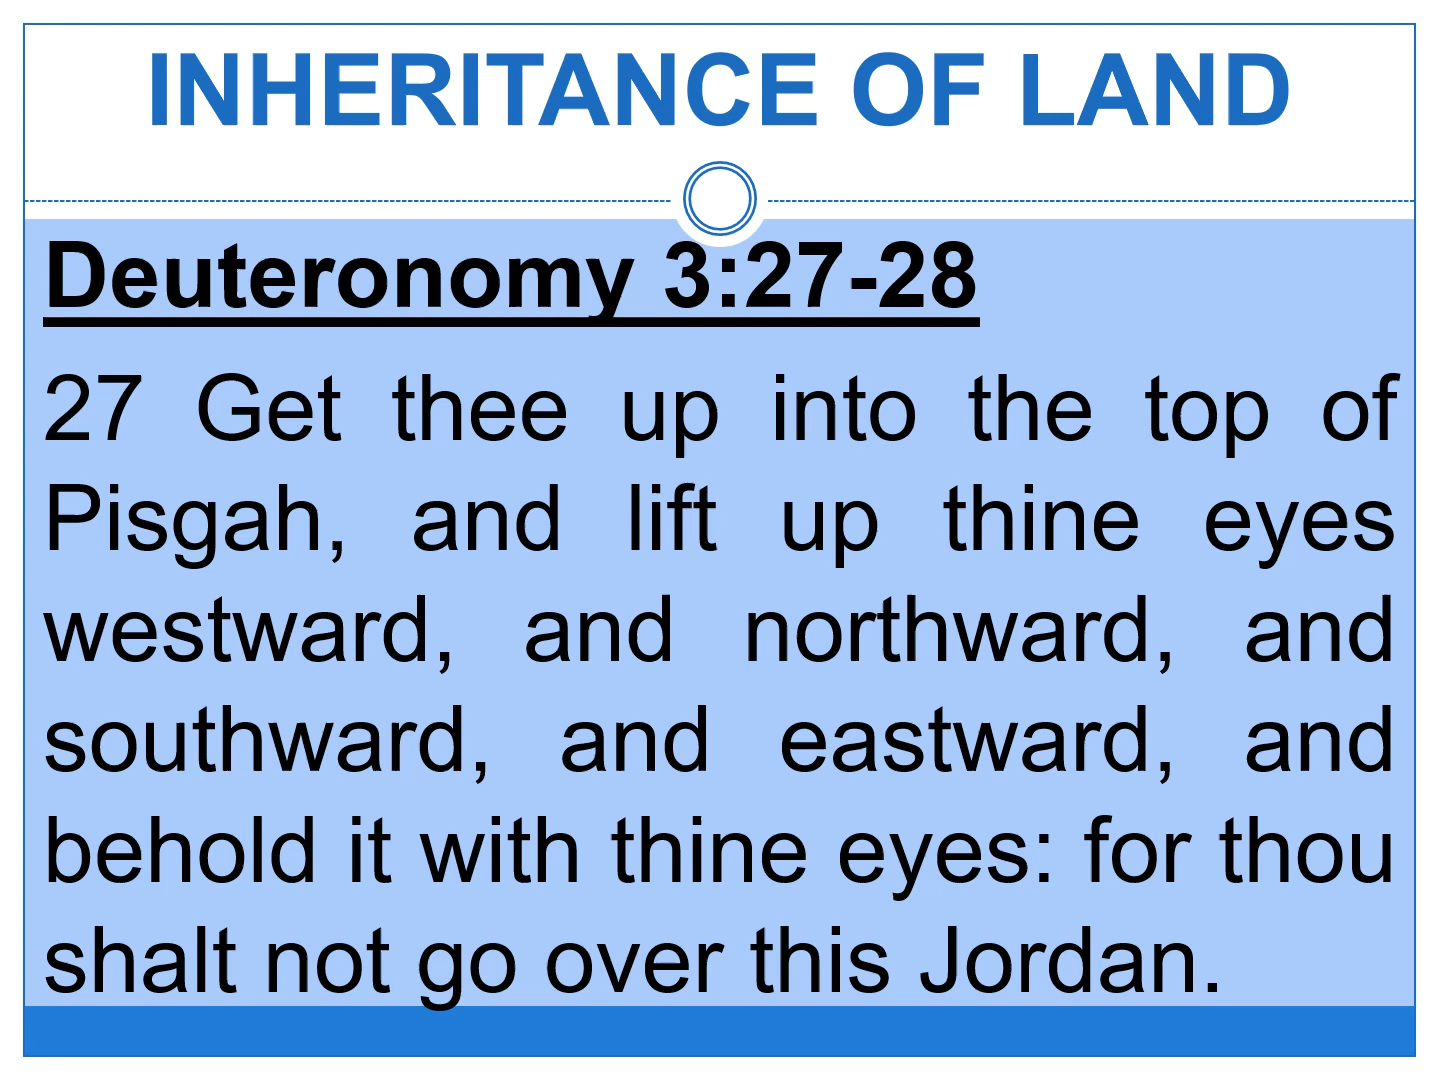 INHERITANCE OF LAND
Deuteronomy 3:27-28
27 Get thee up into the top of
Pisgah, and lift up thine eyes
westward, and northward, and
southward, and eastward, and
behold it with thine eyes: for thou
shalt not go over this Jordan.